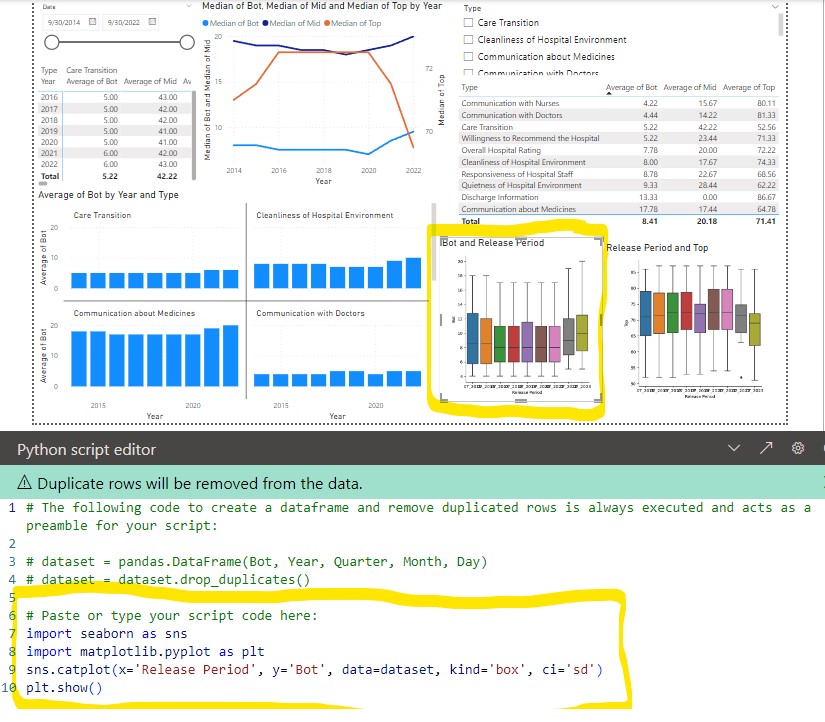 Date
9/30/2014 9/30/2022
Median of Bot, Median of Mid and Median of Top by Year
Median of Bot Median of Mid Median of Top
Median of Bot and Median of Mid
Median of Top
20
15
10
72
70
2014 2016 2018 2020 2022
Year
Type
Care Transition
Cleanliness of Hospital Environment
Communication about Medicines
Communication with Doctors
Type Care Transition
Year Average of Bot Average of Mid Av
2016 5.00 43.00
2017 5.00 42.00
2018 5.00 42.00
2019 5.00 41.00
2020 5.00 41.00
2021 6.00 42.00
2022 6.00 43.00
Total 5.22 42.22
Type Average of Bot Average of Mid Average of Top
Communication with Nurses 4.22 15.67 80.11
Communication with Doctors 4.44 14.22 81.33
Care Transition 5.22 42.22 52.56
Willingness to Recommend the Hospital 5.22 23.44 71.33
Overall Hospital Rating 7.78 20.00 72.22
Cleanliness of Hospital Environment 8.00 17.67 74.33
Responsiveness of Hospital Staff 8.78 22.67 68.56
Quietness of Hospital Environment 9.33 28.44 62.22
Discharge Information 13.33 0.00 86.67
Communication about Medicines 17.78 17.44 64.78
Total 8.41 20.18 71.41
Average of Bot by Year and Type
Care Transition Cleanliness of Hospital Environment
Average of Bot
20
10
0
Communication about Medicines Communication with Doctors
Average of Bot
20
10
0
2015 2020 2015 2020
Year Year
Bot and Release Period
Bot
Release Period
Release Period and Top
Top
Release Period
Python script editor
Duplicate rows will be removed from the data.
1 # The following code to create a dataframe and remove duplicated rows is always executed and acts as a
preamble for your script:
2
3 # dataset = pandas.DataFrame(Bot, Year, Quarter, Month, Day)
4 # dataset = dataset.drop_duplicates()
5
6 # Paste or type your script code here:
7 import seaborn as sns
8 import matplotlib.pyplot as plt
9 sns.catplot(x='Release Period', y='Bot', data=dataset, kind='box', ci='sd')
10 plt.show()